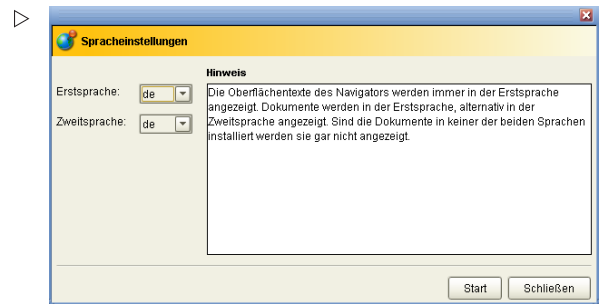 Spracheinstellungen
Hinweis
Erstsprache: de
Zweitsprache: de
Die Oberflächentexte des Navigators werden immer in der Erstsprache
angezeigt. Dokumente werden in der Erstsprache, alternativ in der
Zweitsprache angezeigt. Sind die Dokumente in keiner der beiden Sprachen
installiert werden sie gar nicht angezeigt.
Start Schließen